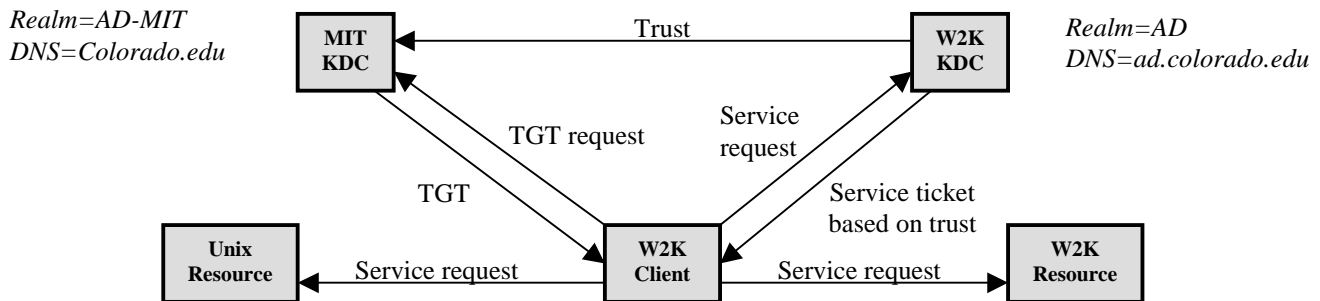 Realm=AD-MIT
DNS=Colorado.edu
MIT
KDC
Trust
W2K
KDC
Realm=AD
DNS=ad.colorado.edu
TGT request
Service
request
TGT
Service ticket
based on trust
Unix
Resource
Service request
W2K
Client
Service request
W2K
Resource